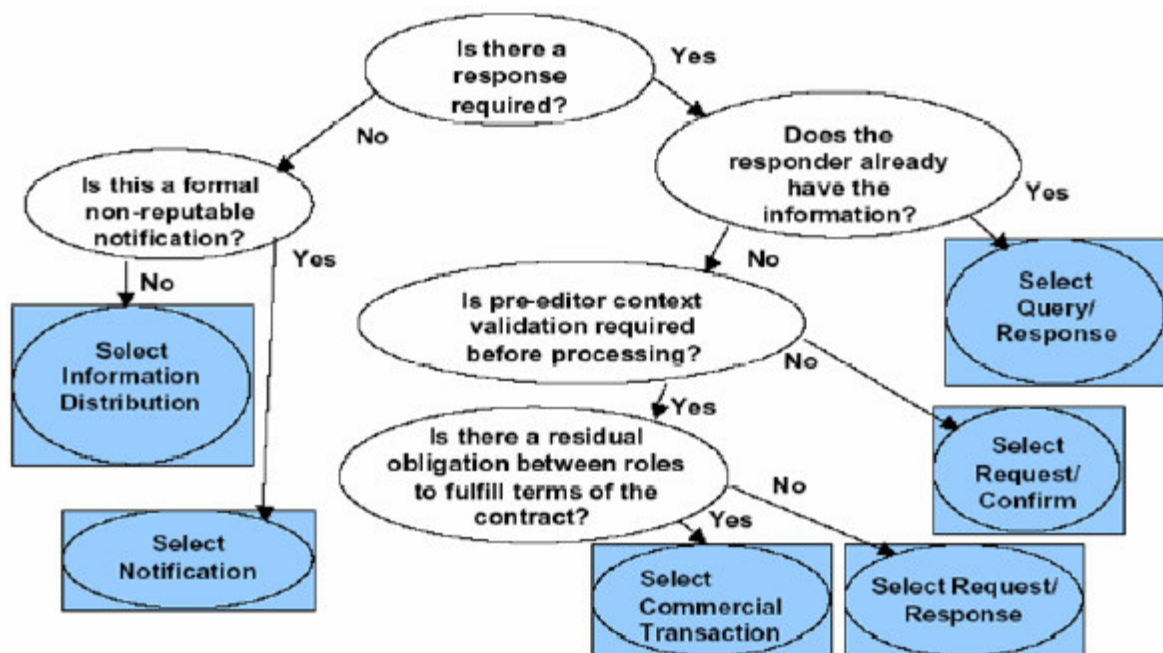 Is there a
response
required?
Yes
No
Does the
responder already
have the
information?
Yes
No
Is this a formal
non-reputable
notification?
Yes
No
Select
Information
Distribution
Select
Notification
Select
Query/
Response
Is pre-editor context
validation required
before processing?
No
Yes
Select
Request/
Confirm
Is there a residual
obligation between roles
to fulfill terms of the
contract?
No
Yes
Select
Commercial
Transaction
Select Request/
Response